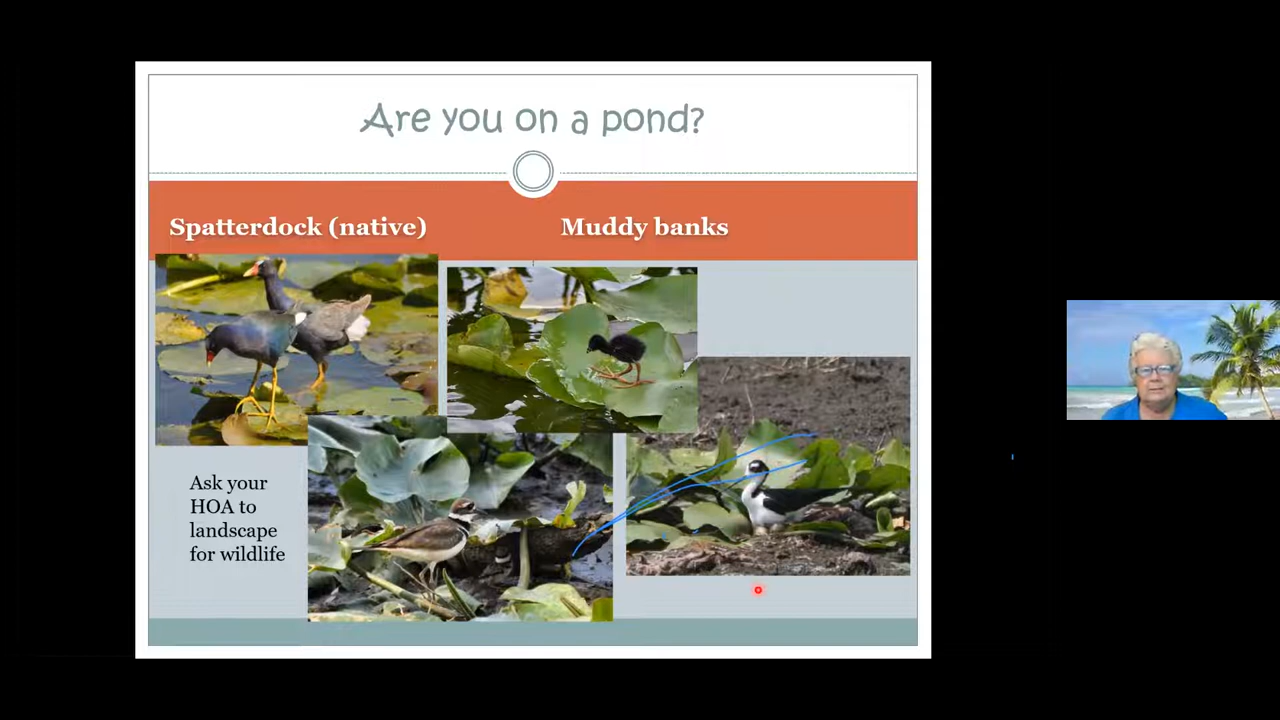 Are you on a pond?
Spatterdock (native)
Muddy banks
Ask your
HOA to
landscape
for wildlife